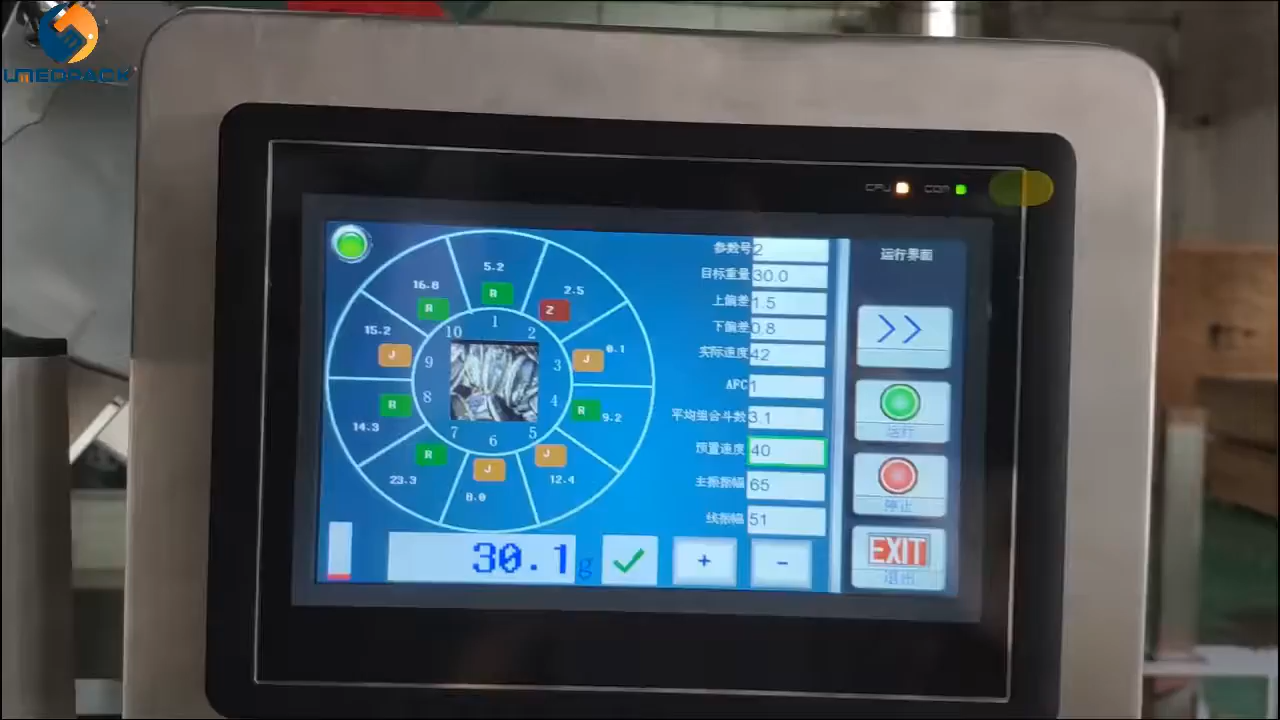 UMEOPACK
CPU COM
运行界面
参数号 2
目标重量 30.0
上偏差 1.5
下偏差 0.8
实际速度 42
AFC 1
平均组合斗数 3.1
预置速度 40
主振振幅 65
线振幅 51
5.2
R
1
2.5
Z
2
0.1
J
3
9.2
R
4
12.4
J
5
8.0
J
6
23.3
R
7
14.3
R
8
15.2
J
9
16.8
R
10
30.1 g
+
-
>>
运行
停止
EXIT
退出